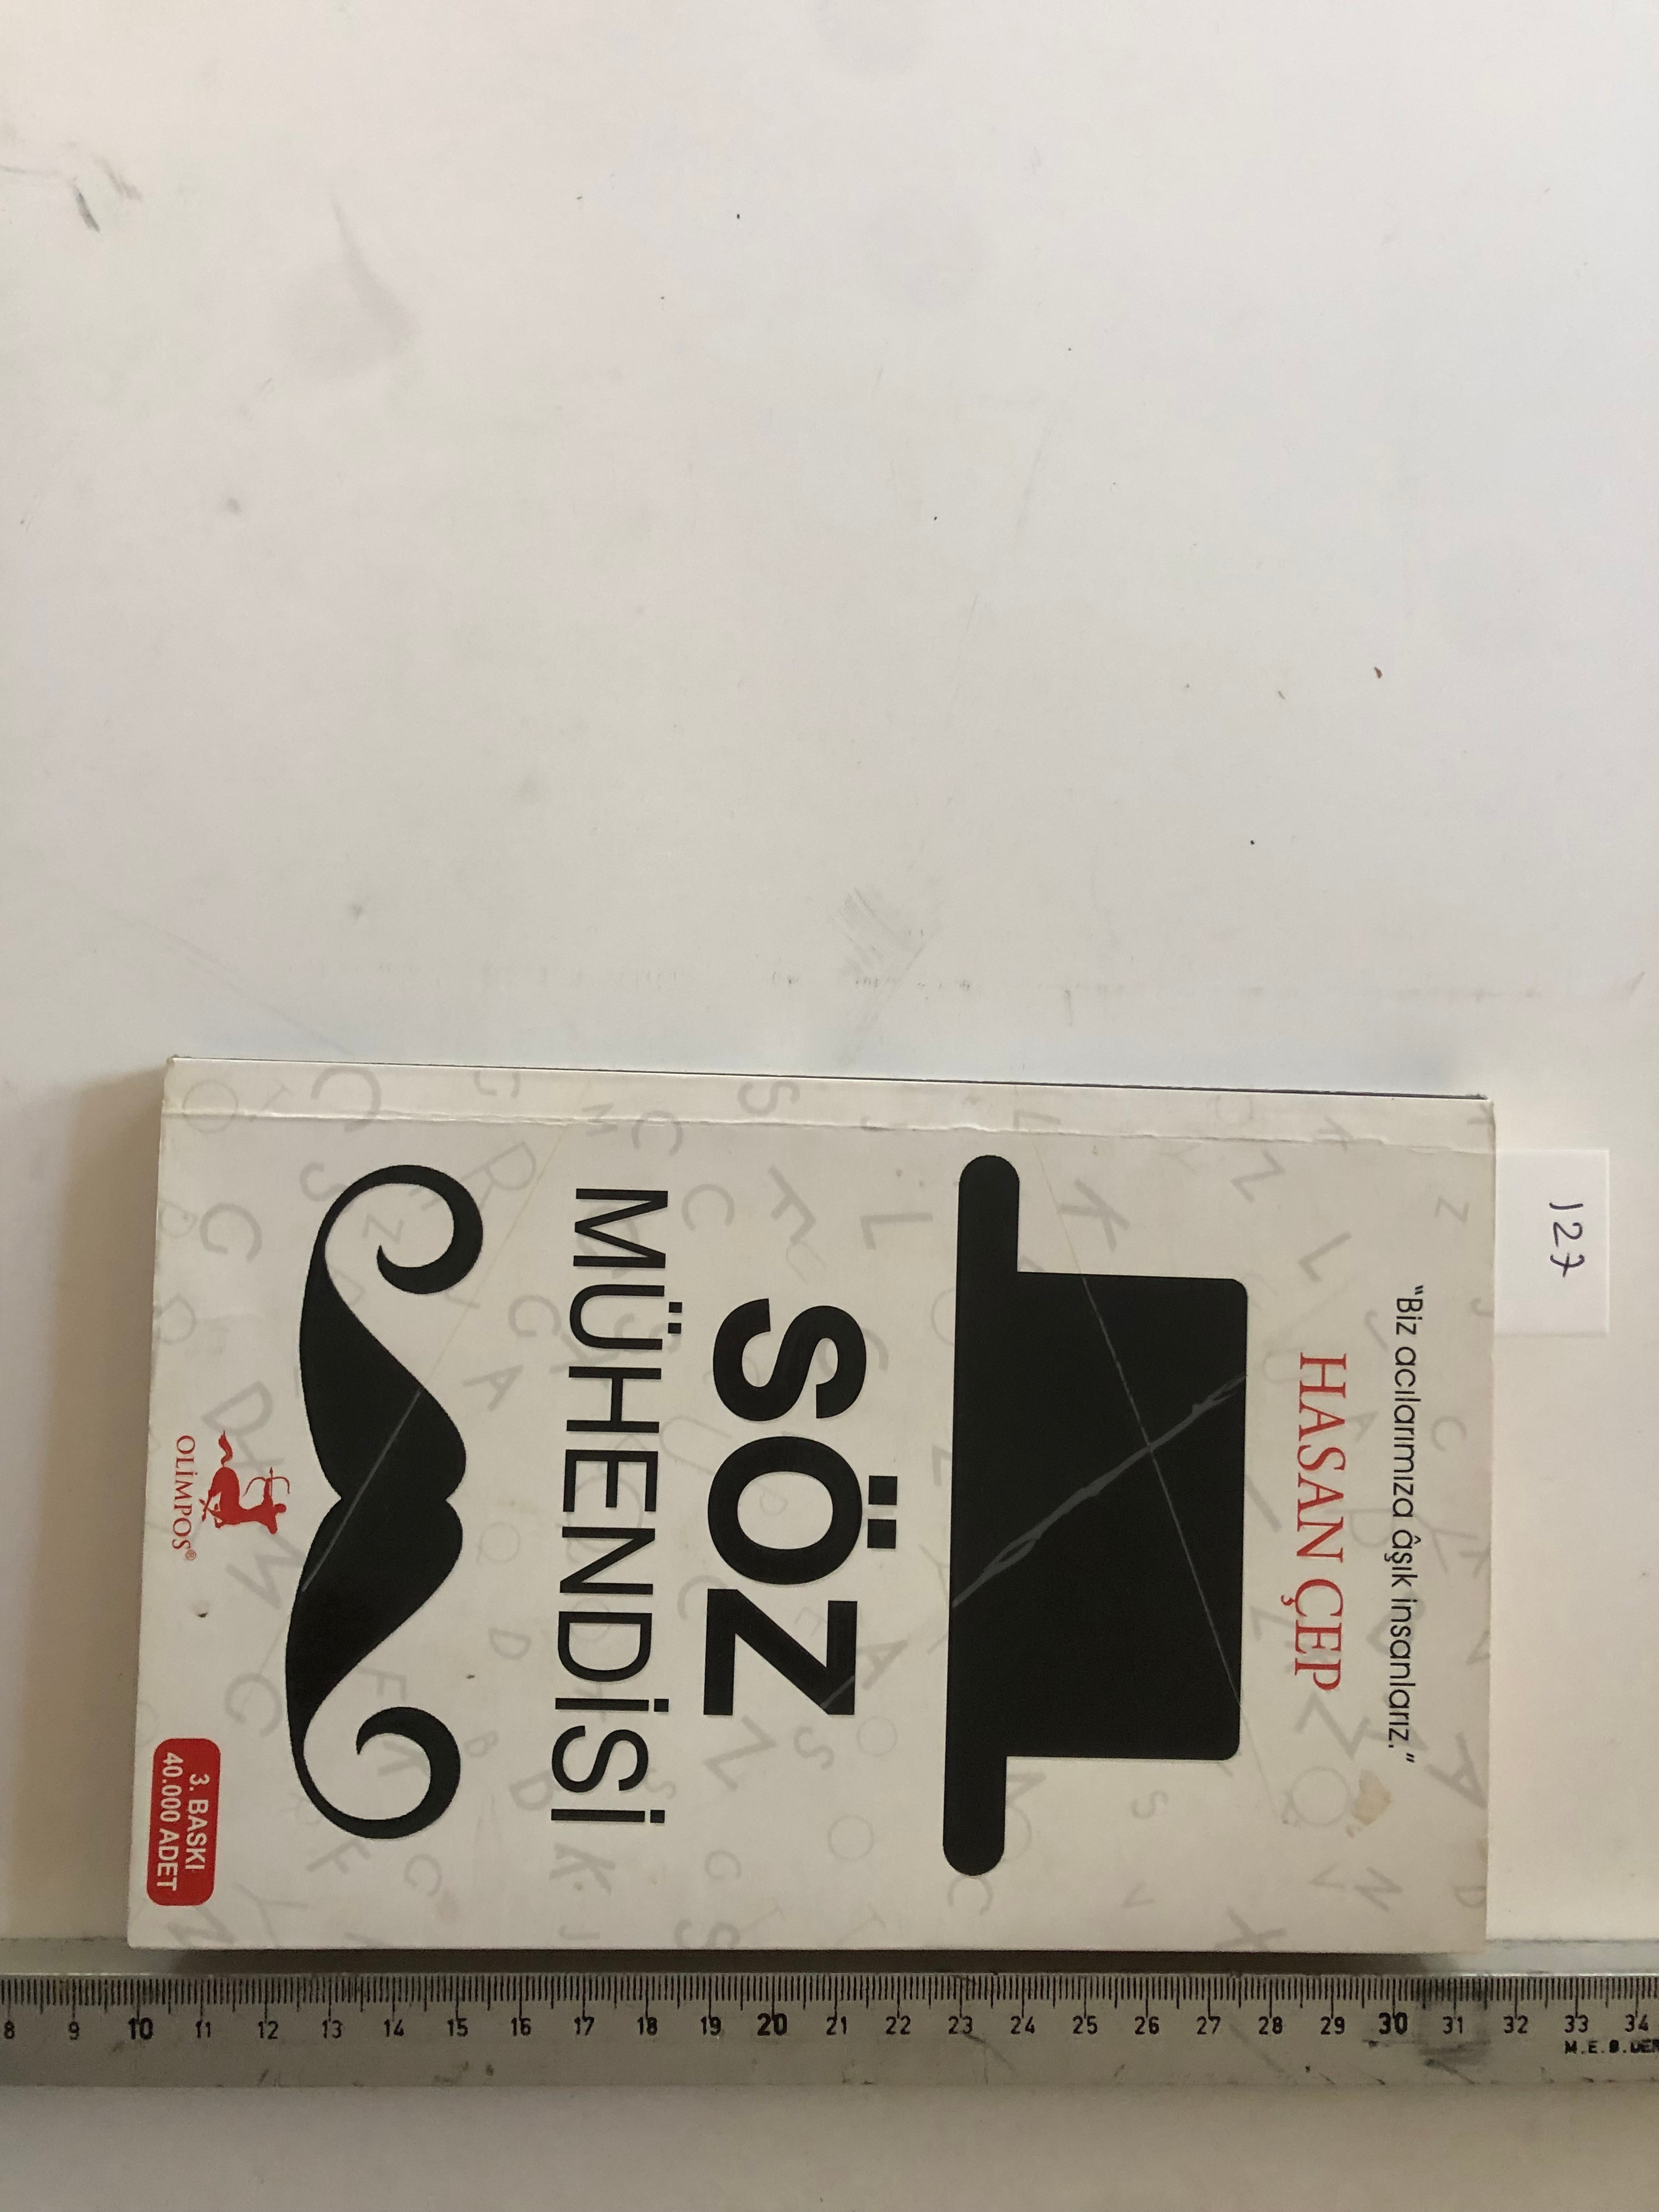 127
"Biz acılarımıza âşık insanlarız."
HASAN ÇEP
SÖZ
MÜHENDİSİ
OLİMPOS®
3. BASKI
40.000 ADET
8 9 10 11 12 13 14 15 16 17 18 19 20 21 22 23 24 25 26 27 28 29 30 31 32 33 34
M.E.B.DER